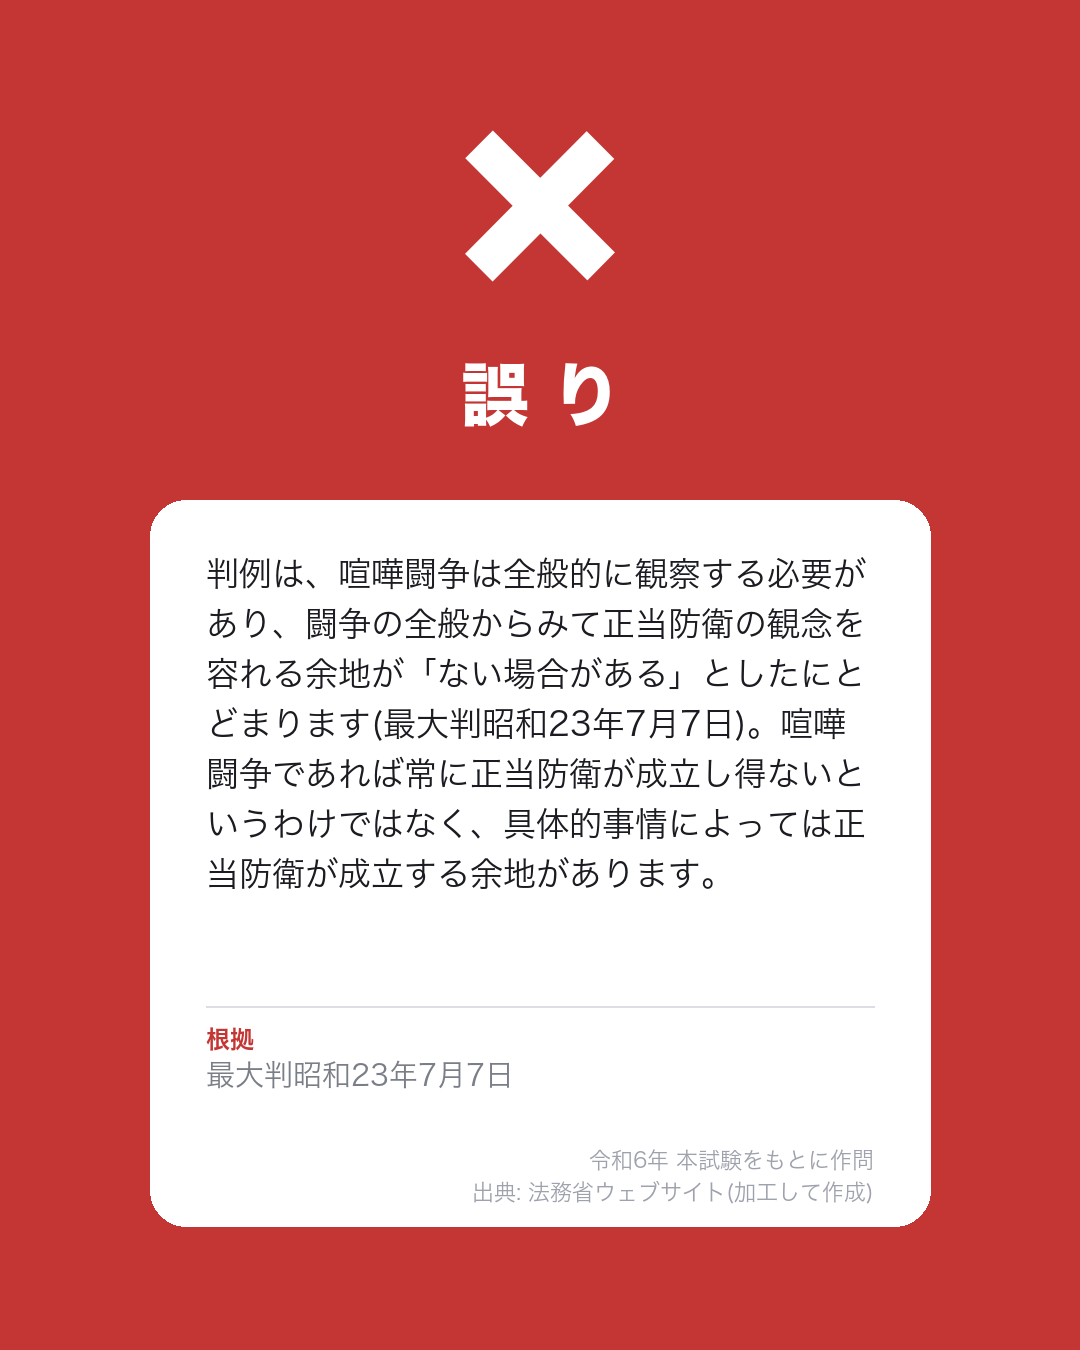 誤り
判例は、喧嘩闘争は全般的に観察する必要が
あり、闘争の全般からみて正当防衛の観念を
容れる余地が「ない場合がある」としたにと
どまります(最大判昭和23年7月7日)。喧嘩
闘争であれば常に正当防衛が成立し得ないと
いうわけではなく、具体的事情によっては正
当防衛が成立する余地があります。
根拠
最大判昭和23年7月7日
令和6年 本試験をもとに作問
出典: 法務省ウェブサイト(加工して作成)